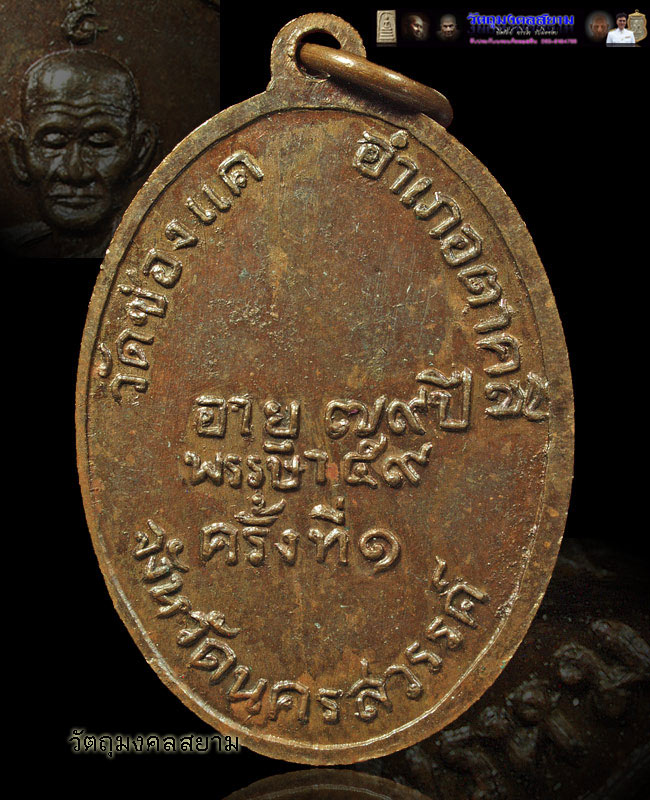 วัตถุมงคลสยาม
วัดช่องแค
อำเภอตาคลี
อายุ ๗๙ ปี
พรรษา ๕๙
ครั้งที่ ๑
จังหวัดนครสวรรค์
วัตถุมงคลสยาม